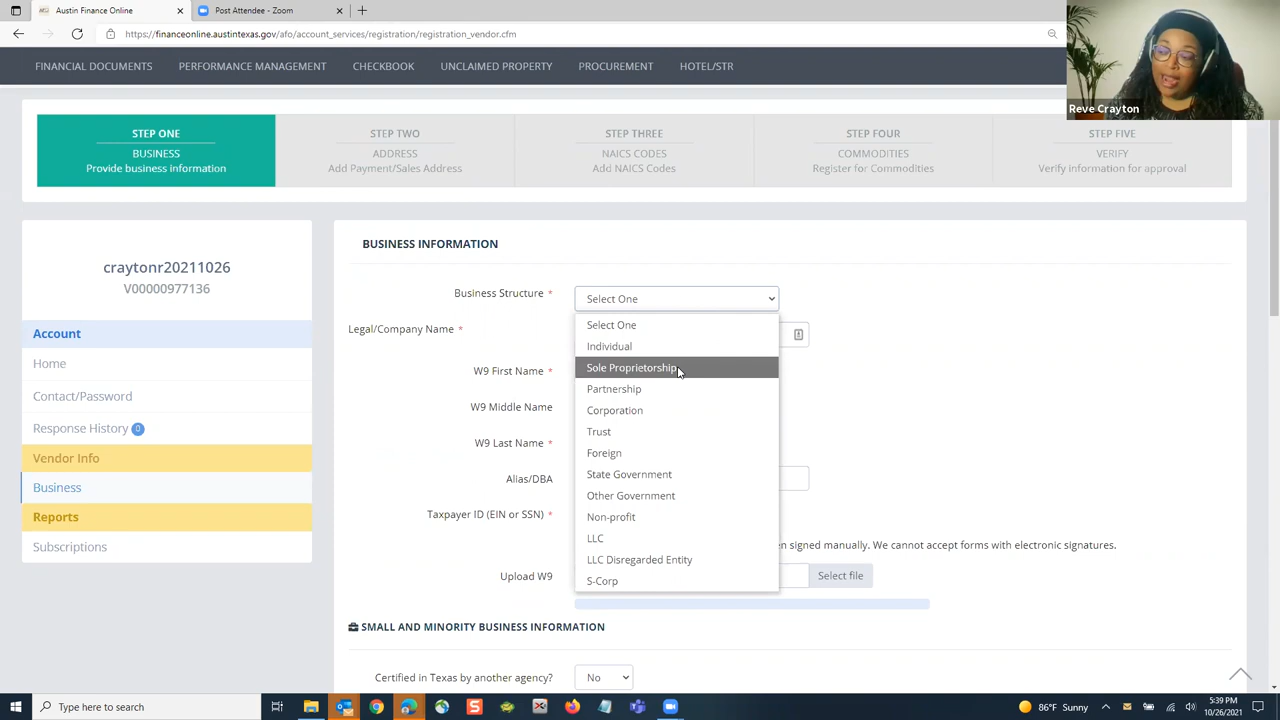 Austin Finance Online
Post Attendee - Zoom
https://financeonline.austintexas.gov/afo/account_services/registration/registration_vendor.cfm
FINANCIAL DOCUMENTS PERFORMANCE MANAGEMENT CHECKBOOK UNCLAIMED PROPERTY PROCUREMENT HOTEL/STR
Reve Crayton
STEP ONE
BUSINESS
Provide business information
STEP TWO
ADDRESS
Add Payment/Sales Address
STEP THREE
NAICS CODES
Add NAICS Codes
STEP FOUR
COMMODITIES
Register for Commodities
STEP FIVE
VERIFY
Verify information for approval
craytonr20211026
V00000977136
Account
Home
Contact/Password
Response History 0
Vendor Info
Business
Reports
Subscriptions
BUSINESS INFORMATION
Business Structure *
Select One
Legal/Company Name *
W9 First Name *
W9 Middle Name
W9 Last Name *
Alias/DBA
Taxpayer ID (EIN or SSN) *
Select One
Individual
Sole Proprietorship
Partnership
Corporation
Trust
Foreign
State Government
Other Government
Non-profit
LLC
LLC Disregarded Entity
S-Corp
signed manually. We cannot accept forms with electronic signatures.
Upload W9
Select file
SMALL AND MINORITY BUSINESS INFORMATION
Certified in Texas by another agency?
No
Type here to search
86°F Sunny
5:39 PM
10/26/2021